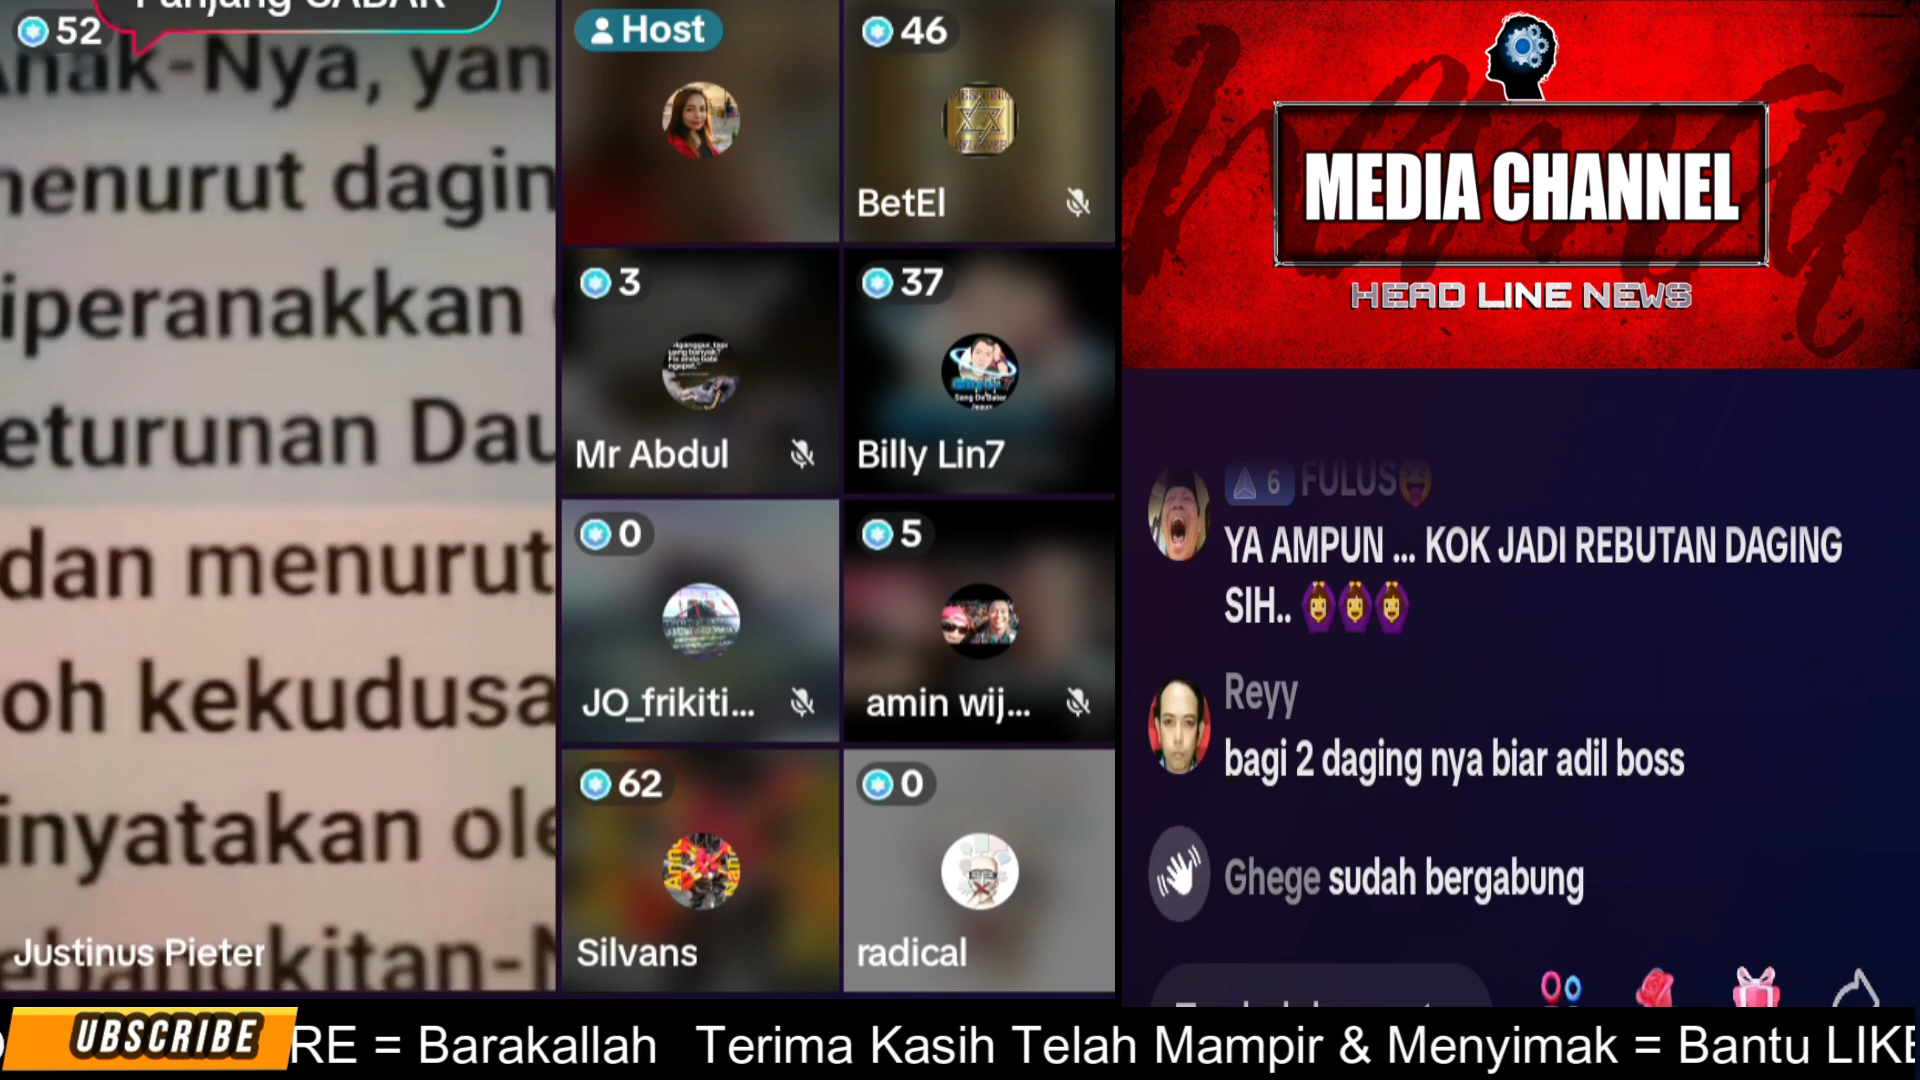 52
Anak-Nya, yan
menurut dagin
iperanakkan
eturunan Dau
dan menurut
oh kekudusa
inyatakan ole
Justinus Pieter
kitan-N
Host
46
BetEl
3
Mr Abdul
37
Billy Lin7
0
JO_frikiti...
5
amin wij...
62
Silvans
0
radical
MEDIA CHANNEL
HEAD LINE NEWS
6 FULUS😝
YA AMPUN ... KOK JADI REBUTAN DAGING
SIH.. 🙆‍♀️🙆‍♀️🙆‍♀️
Reyy
bagi 2 daging nya biar adil boss
Ghege sudah bergabung
UBSCRIBE
RE = Barakallah Terima Kasih Telah Mampir & Menyimak = Bantu LIKE